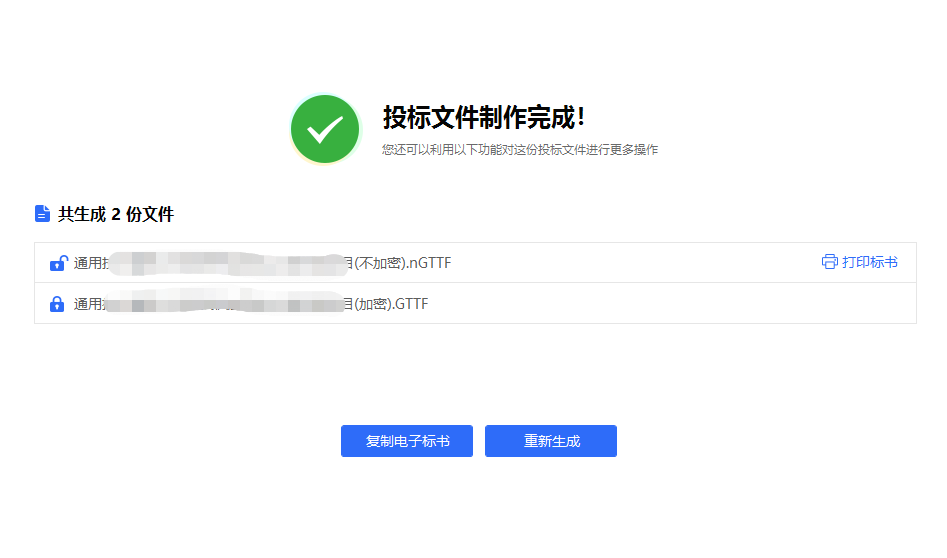 投标文件制作完成!
您还可以利用以下功能对这份投标文件进行更多操作
共生成 2 份文件
通用 目(不加密).nGTTF 打印标书
通用 目(加密).GTTF
复制电子标书 重新生成